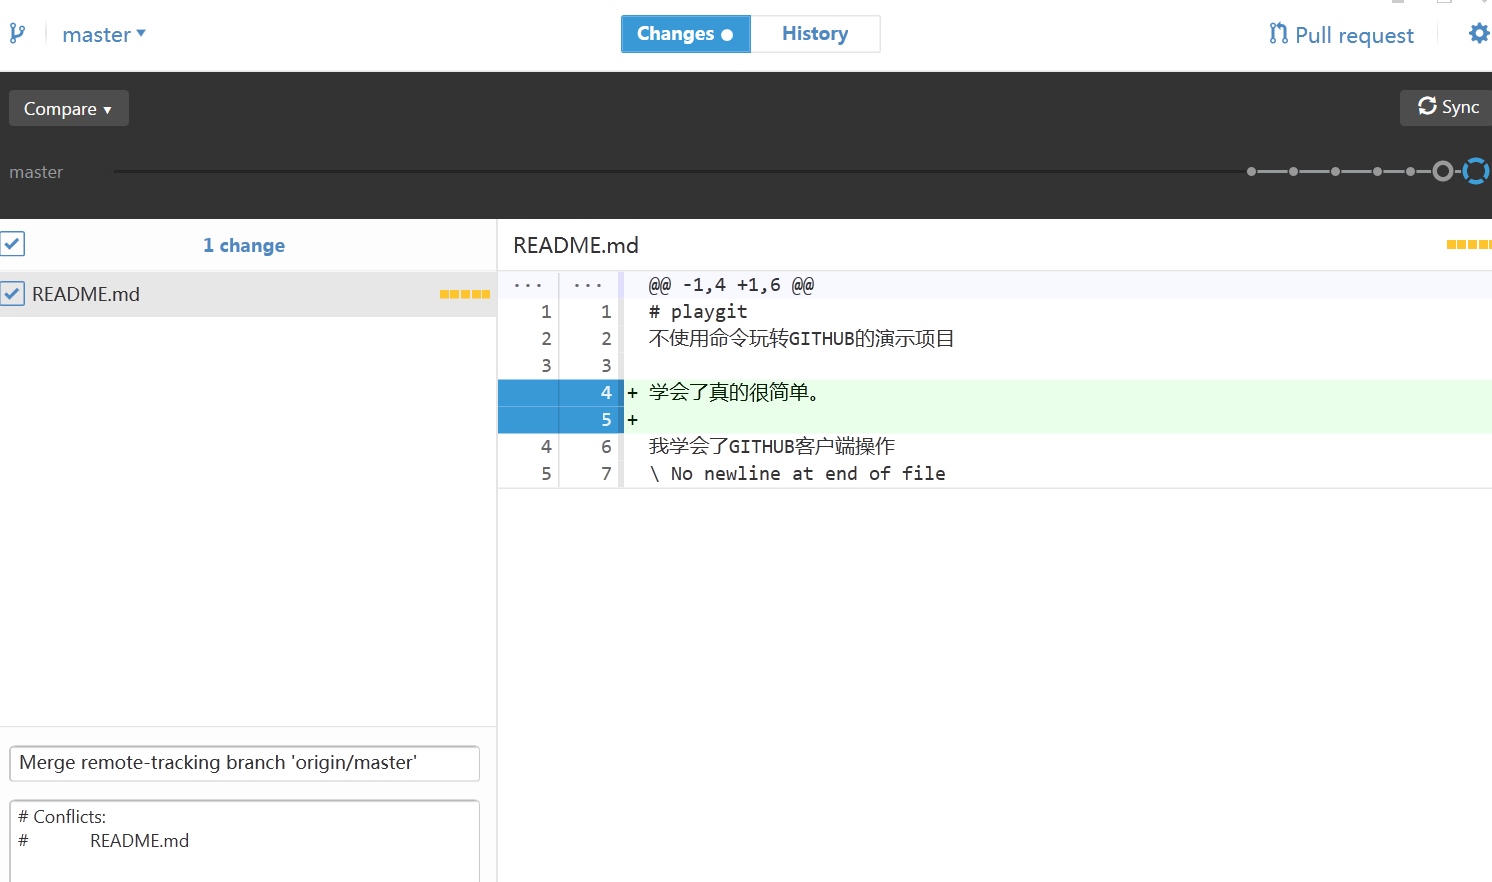 master
Changes
History
Pull request
Compare
Sync
master
1 change
README.md
README.md
... ... @@ -1,4 +1,6 @@
1 1 # playgit
2 2 不使用命令玩转GITHUB的演示项目
3 3
4 + 学会了真的很简单。
5 +
4 6 我学会了GITHUB客户端操作
5 7 \ No newline at end of file
Merge remote-tracking branch 'origin/master'
# Conflicts:
# README.md